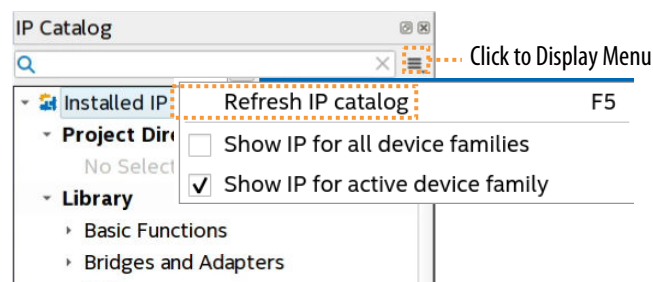 IP Catalog
Click to Display Menu
Installed IP
Refresh IP catalog F5
Project Dire
Show IP for all device families
No Select
Show IP for active device family
Library
Basic Functions
Bridges and Adapters